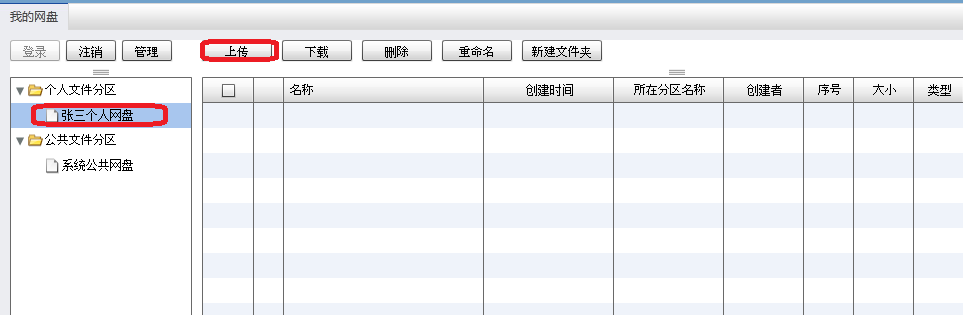 我的网盘
登录 注销 管理 上传 下载 删除 重命名 新建文件夹
名称 创建时间 所在分区名称 创建者 序号 大小 类型
个人文件分区
张三个人网盘
公共文件分区
系统公共网盘